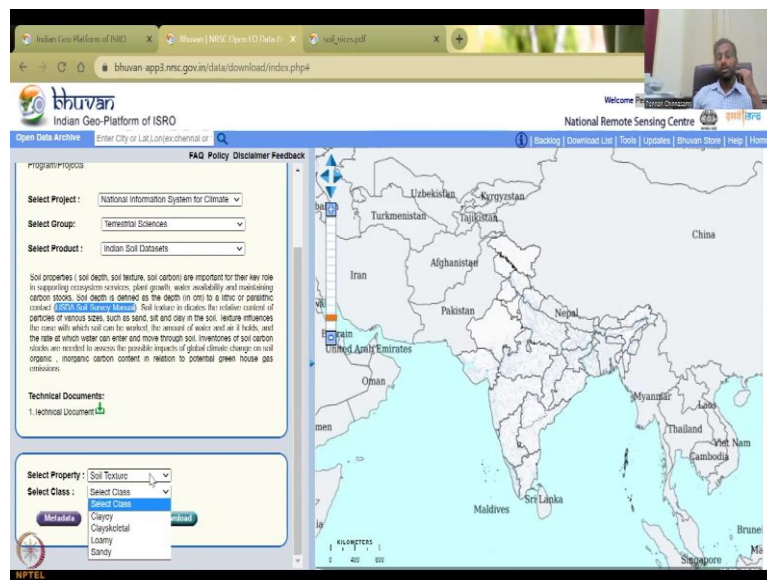 Indian Geo Platform of ISRO X
Bhuvan | NRSC Open EO Data Ar X
soil_nices.pdf X
bhuvan-app3.nrsc.gov.in/data/download/index.php#
bhuvan
Indian Geo-Platform of ISRO
Welcome
Ponnan Chinnasamy
National Remote Sensing Centre
Open Data Archive
Enter City or Lat,Lon(ex:chennai or
| Backlog | Download List | Tools | Updates | Bhuvan Store | Help | Home
FAQ Policy Disclaimer Feedback
Program/Projects
Select Project : National Information System for Climate
Select Group: Terrestrial Sciences
Select Product : Indian Soil Datasets
Soil properties ( soil depth, soil texture, soil carbon) are important for their key role
in supporting ecosystem services, plant growth, water availability and maintaining
carbon stocks. Soil depth is defined as the depth (in cm) to a lithic or paralithic
contact (USDA Soil Survey Manual). Soil texture indicates the relative content of
particles of various sizes, such as sand, silt and clay in the soil. Texture influences
the ease with which soil can be worked, the amount of water and air it holds, and
the rate at which water can enter and move through soil. Inventories of soil carbon
stocks are needed to assess the possible impacts of global climate change on soil
organic , inorganic carbon content in relation to potential green house gas
emissions
Technical Documents:
1. Technical Document
Select Property : Soil Texture
Select Class : Select Class
Select Class
Clayey
Clayskeletal
Loamy
Sandy
Metadata
NPTEL
Uzbekistan
Kyrgyzstan
Turkmenistan
Tajikistan
China
Afghanistan
Iran
Pakistan
Nepal
United Arab Emirates
Oman
Myanmar
Laos
Thailand
Viet Nam
Cambodia
Sri Lanka
Maldives
Brune
Singapore
KILOMETERS
0 400 800